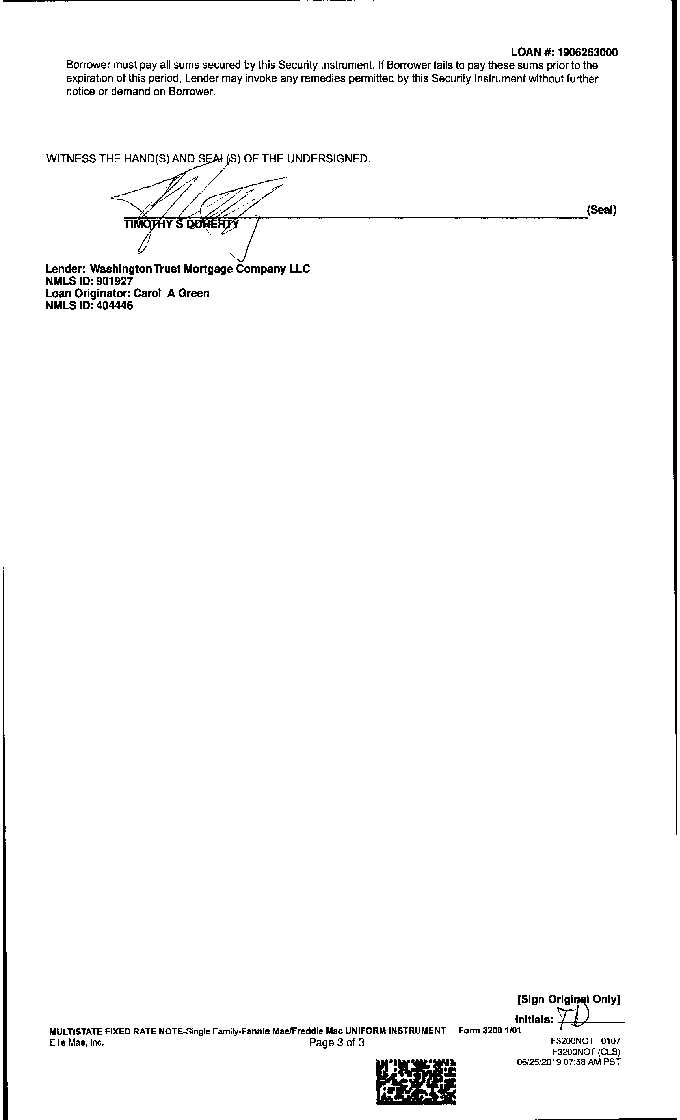 LOAN #: 1906253000
Borrower must pay all sums secured by this Security Instrument. If Borrower fails to pay these sums prior to the
expiration of this period, Lender may invoke any remedies permitted by this Security Instrument without further
notice or demand on Borrower.
WITNESS THE HAND(S) AND SEAL(S) OF THE UNDERSIGNED.
(Seal)
TIMOTHY S DOHERTY
Lender: Washington Trust Mortgage Company LLC
NMLS ID: 901927
Loan Originator: Carol A Green
NMLS ID: 404446
[Sign Original Only]
Initials: TD
MULTISTATE FIXED RATE NOTE-Single Family-Fannie Mae/Freddie Mac UNIFORM INSTRUMENT Form 3200 1/01
Ellie Mae, Inc. Page 3 of 3
F3200NOT 0107
F3200NOT (CLS)
06/25/2019 07:38 AM PST